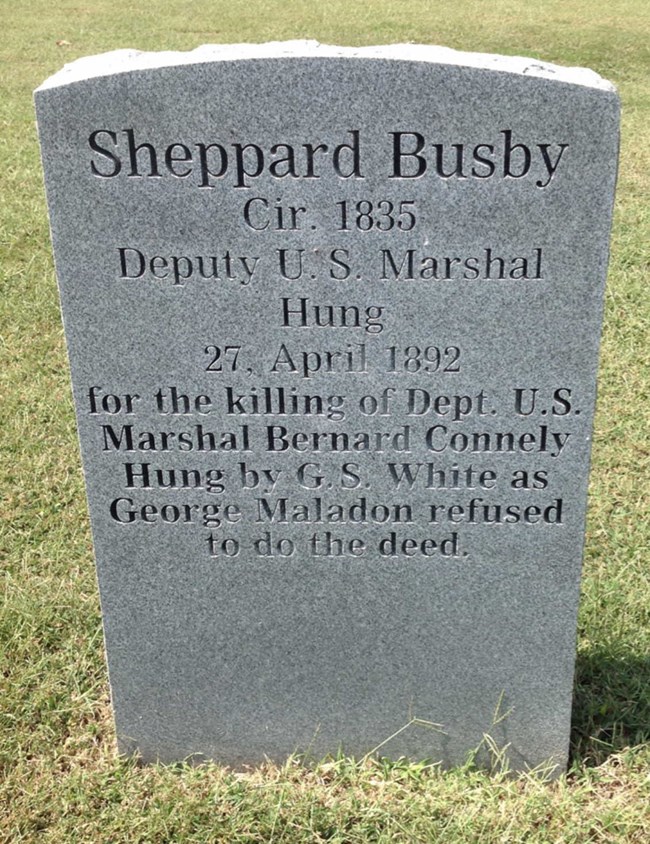 Sheppard Busby
Cir. 1835
Deputy U.S. Marshal
Hung
27, April 1892
for the killing of Dept. U.S.
Marshal Bernard Connely
Hung by G.S. White as
George Maladon refused
to do the deed.